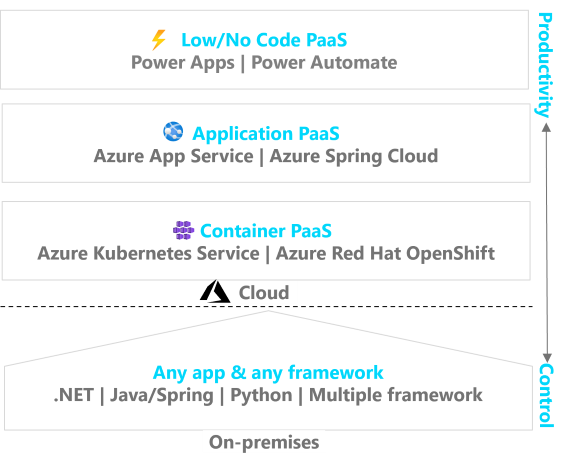 Low/No Code PaaS
Power Apps | Power Automate
Application PaaS
Azure App Service | Azure Spring Cloud
Container PaaS
Azure Kubernetes Service | Azure Red Hat OpenShift
Cloud
Any app & any framework
.NET | Java/Spring | Python | Multiple framework
On-premises
Productivity
Control